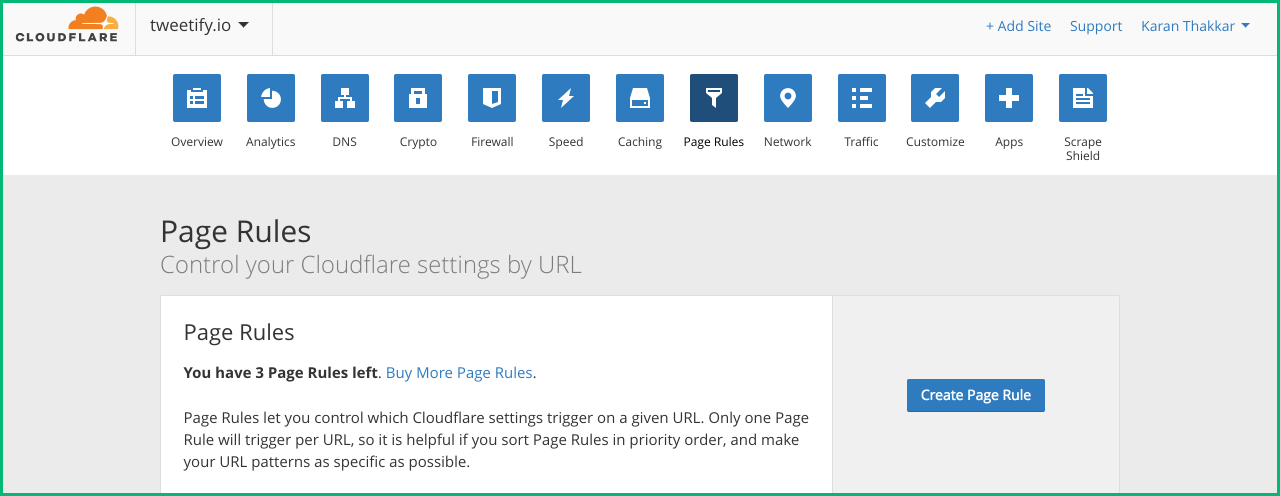 CLOUDFLARE
tweetify.io
+ Add Site Support Karan Thakkar
Overview Analytics DNS Crypto Firewall Speed Caching Page Rules Network Traffic Customize Apps Scrape
Shield
Page Rules
Control your Cloudflare settings by URL
Page Rules
You have 3 Page Rules left. Buy More Page Rules.
Create Page Rule
Page Rules let you control which Cloudflare settings trigger on a given URL. Only one Page
Rule will trigger per URL, so it is helpful if you sort Page Rules in priority order, and make
your URL patterns as specific as possible.